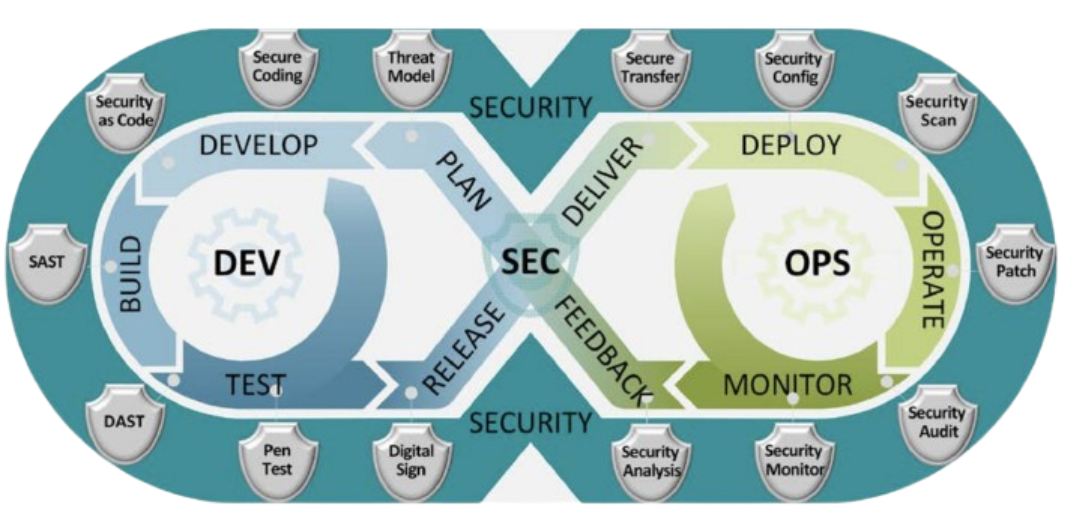 Secure
Coding
Threat
Model
Secure
Transfer
Security
Config
Security
as Code
SECURITY
Security
Scan
DEVELOP
PLAN
DELIVER
DEPLOY
SAST
BUILD
DEV
SEC
OPS
OPERATE
Security
Patch
TEST
RELEASE
FEEDBACK
MONITOR
DAST
SECURITY
Security
Audit
Pen
Test
Digital
Sign
Security
Analysis
Security
Monitor